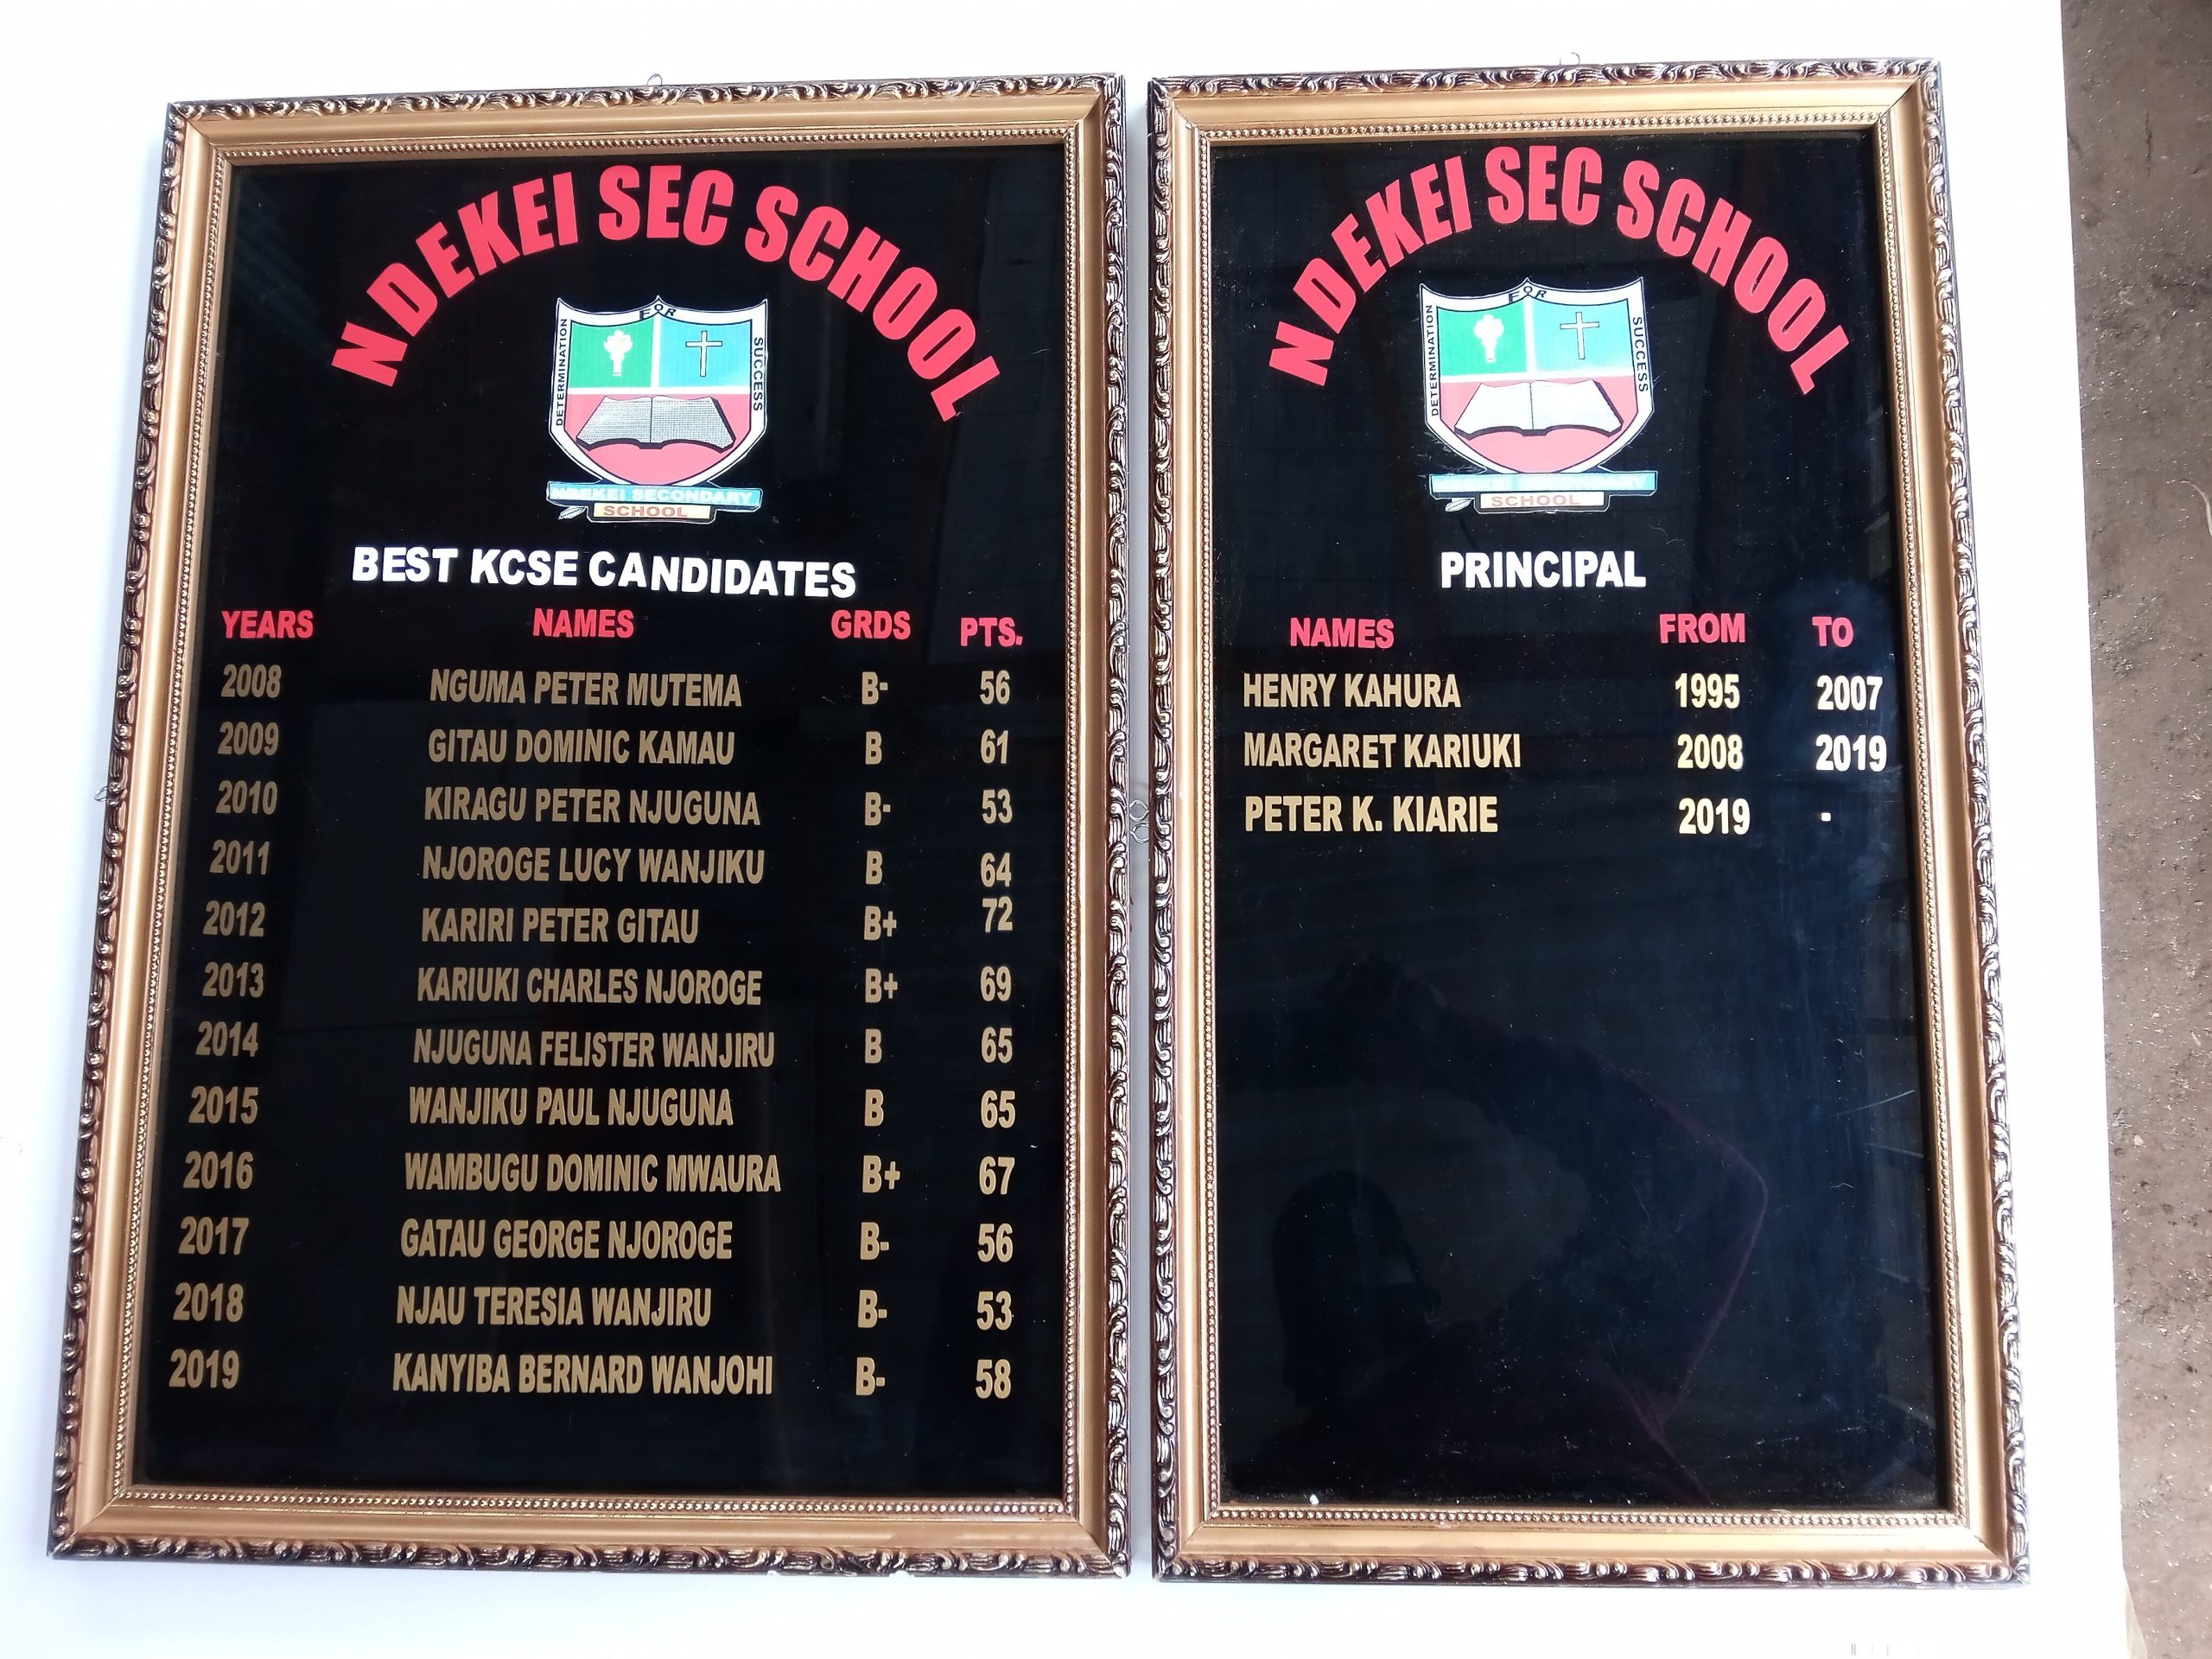 NDEKEI SEC SCHOOL
DETERMINATION FOR SUCCESS
NDEKEI SECONDARY
SCHOOL
BEST KCSE CANDIDATES
YEARS NAMES GRDS PTS.
2008 NGUMA PETER MUTEMA B- 56
2009 GITAU DOMINIC KAMAU B 61
2010 KIRAGU PETER NJUGUNA B- 53
2011 NJOROGE LUCY WANJIKU B 64
2012 KARIRI PETER GITAU B+ 72
2013 KARIUKI CHARLES NJOROGE B+ 69
2014 NJUGUNA FELISTER WANJIRU B 65
2015 WANJIKU PAUL NJUGUNA B 65
2016 WAMBUGU DOMINIC MWAURA B+ 67
2017 GATAU GEORGE NJOROGE B- 56
2018 NJAU TERESIA WANJIRU B- 53
2019 KANYIBA BERNARD WANJOHI B- 58
NDEKEI SEC SCHOOL
DETERMINATION FOR SUCCESS
NDEKEI SECONDARY
SCHOOL
PRINCIPAL
NAMES FROM TO
HENRY KAHURA 1995 2007
MARGARET KARIUKI 2008 2019
PETER K. KIARIE 2019 -